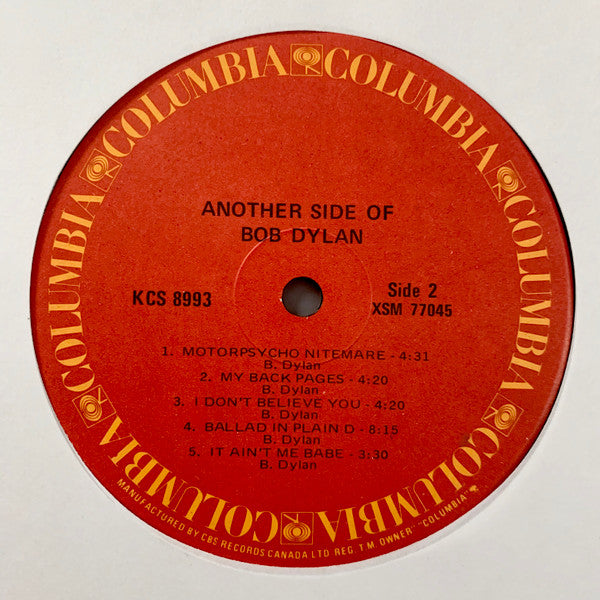 COLUMBIA COLUMBIA COLUMBIA COLUMBIA COLUMBIA COLUMBIA COLUMBIA COLUMBIA
ANOTHER SIDE OF
BOB DYLAN
KCS 8993
Side 2
XSM 77045
1. MOTORPSYCHO NITEMARE - 4:31
B. Dylan
2. MY BACK PAGES - 4:20
B. Dylan
3. I DON'T BELIEVE YOU - 4:20
B. Dylan
4. BALLAD IN PLAIN D - 8:15
B. Dylan
5. IT AIN'T ME BABE - 3:30
B. Dylan
MANUFACTURED BY CBS RECORDS CANADA LTD REG. T M OWNER "COLUMBIA"